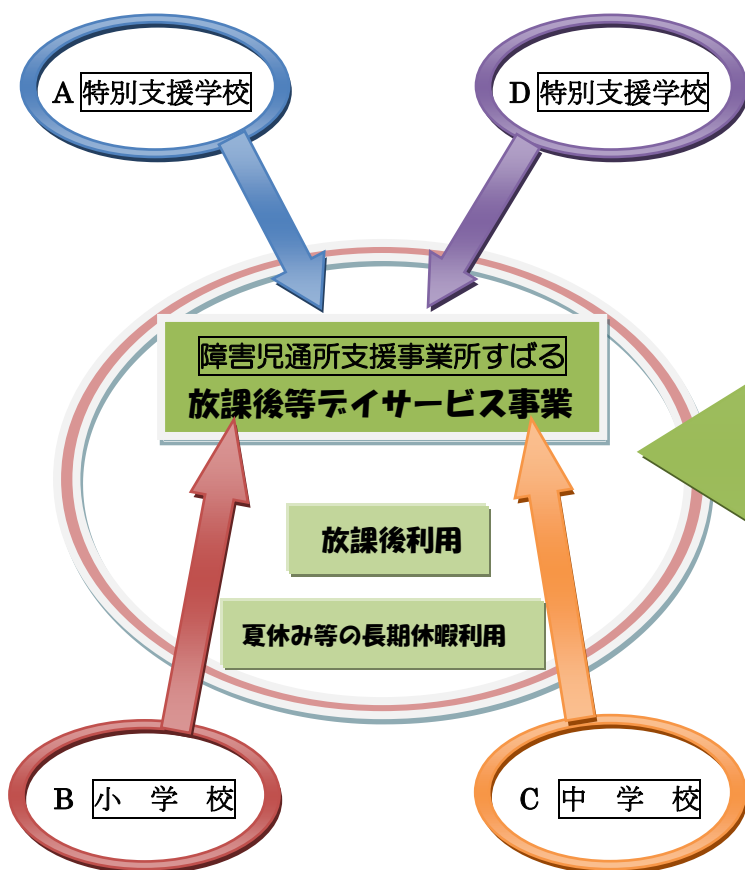 A 特別支援学校
D 特別支援学校
障害児通所支援事業所すばる
放課後等デイサービス事業
放課後利用
夏休み等の長期休暇利用
B 小 学 校
C 中 学 校